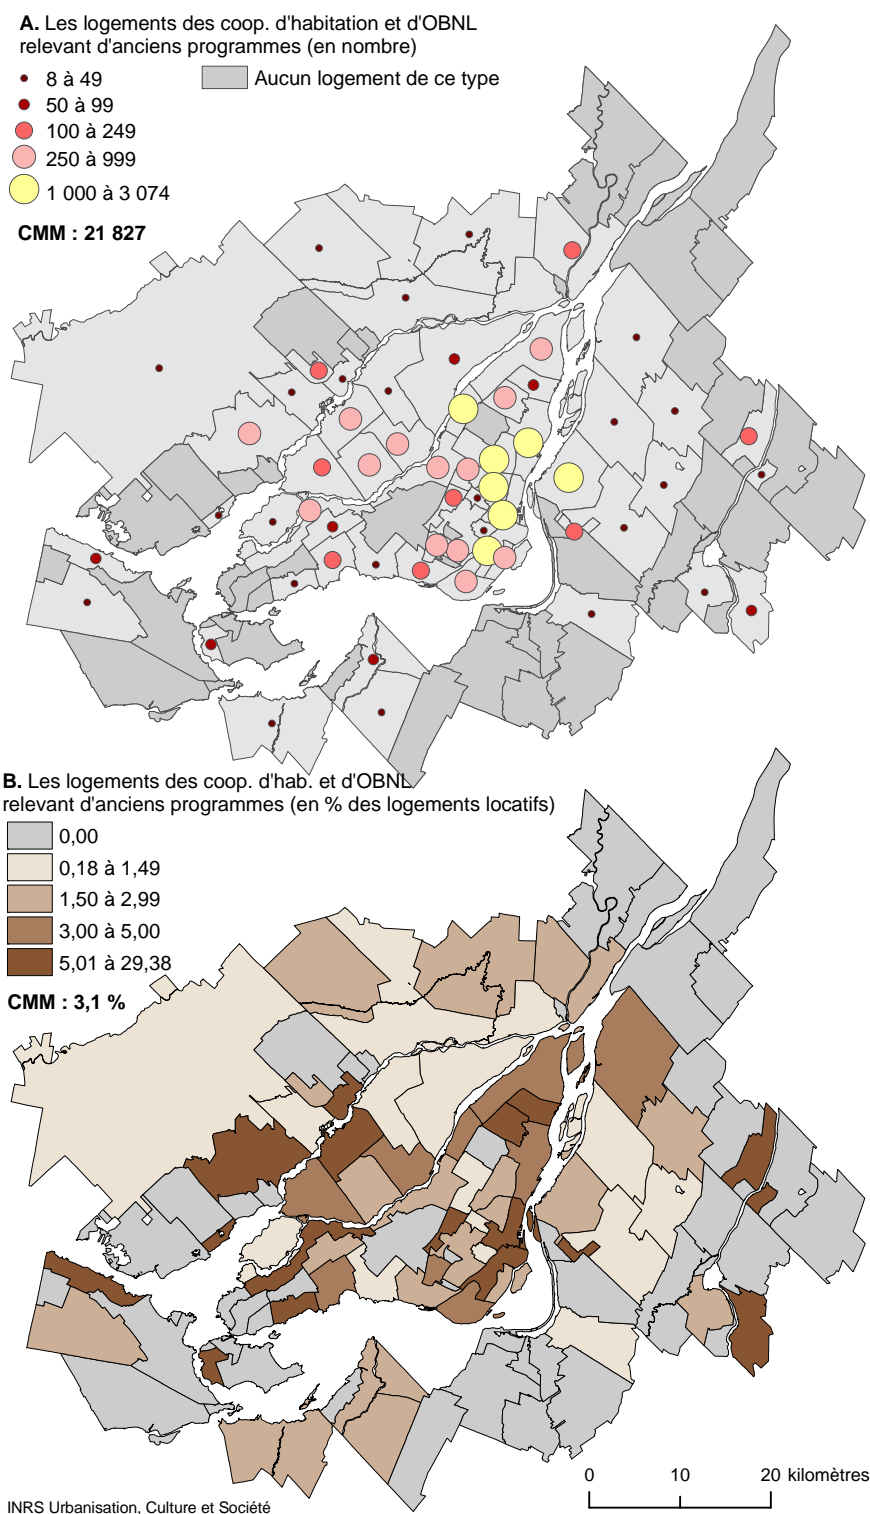 A. Les logements des coop. d'habitation et d'OBNL
relevant d'anciens programmes (en nombre)
8 à 49
Aucun logement de ce type
50 à 99
100 à 249
250 à 999
1 000 à 3 074
CMM : 21 827
B. Les logements des coop. d'hab. et d'OBNL
relevant d'anciens programmes (en % des logements locatifs)
0,00
0,18 à 1,49
1,50 à 2,99
3,00 à 5,00
5,01 à 29,38
CMM : 3,1 %
0 10 20 kilomètres
INRS Urbanisation, Culture et Société